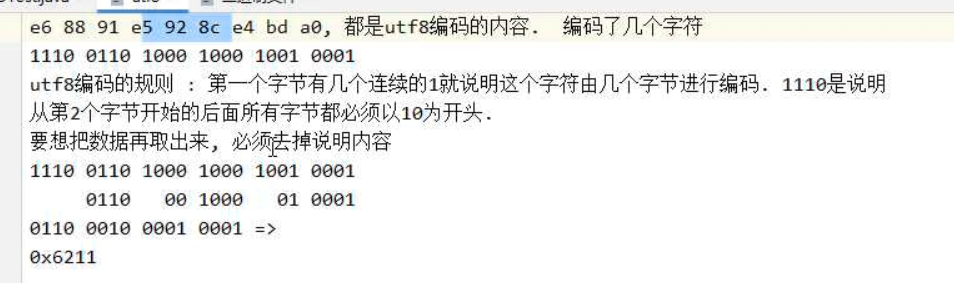 e6 88 91 e5 92 8c e4 bd a0, 都是utf8编码的内容.  编码了几个字符
1110 0110 1000 1000 1001 0001
utf8编码的规则 : 第一个字节有几个连续的1就说明这个字符由几个字节进行编码. 1110是说明
从第2个字节开始的后面所有字节都必须以10为开头.
要想把数据再取出来, 必须去掉说明内容
1110 0110 1000 1000 1001 0001
     0110   00 1000   01 0001
0110 0010 0001 0001 =>
0x6211